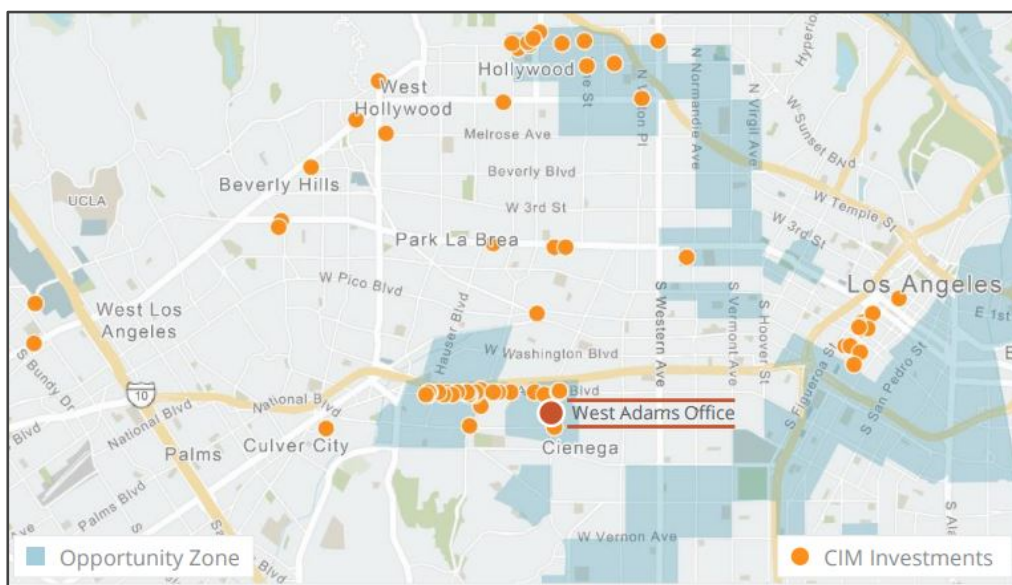 Hollywood
West
Hollywood
Melrose Ave
Beverly Blvd
Beverly Hills
UCLA
W 3rd St
Park La Brea
W Pico Blvd
West Los
Angeles
Hauser Blvd
W Washington Blvd
N Normandie Ave
N Virgil Ave
W Sunset Blvd
W Temple St
W 3rd St
Los Angeles
E 1st
S Western Ave
S Vermont Ave
S Hoover St
S Figueroa St
S San Pedro St
S Bundy Dr
10
National Blvd
National Blvd
Blvd
West Adams Office
Culver City
Cienega
Palms
Palms Blvd
W Vernon Ave
Opportunity Zone
CIM Investments